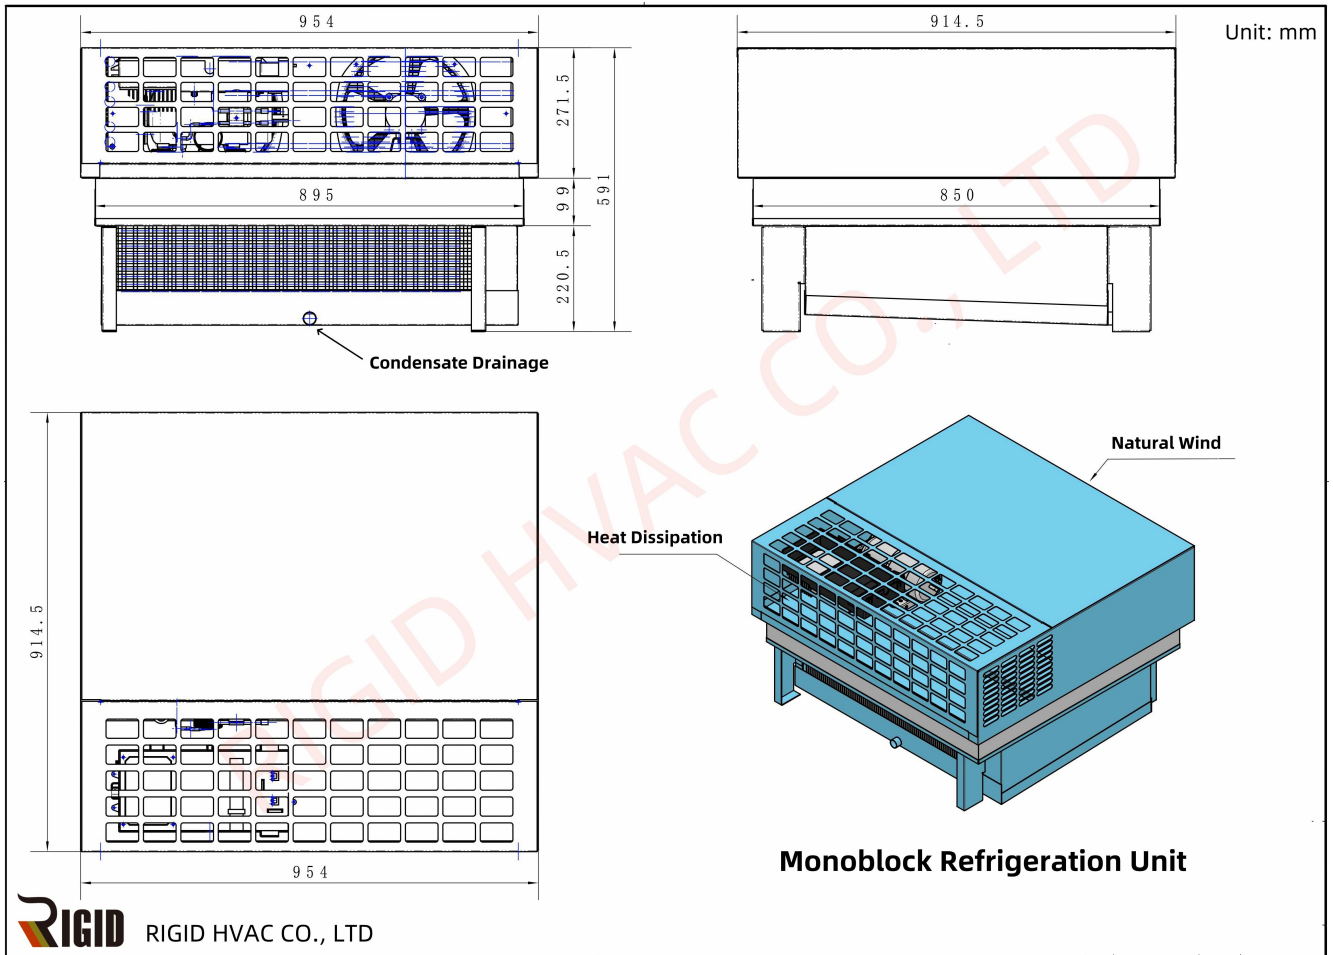 954
914.5
Unit: mm
271.5
895
99
591
850
220.5
Condensate Drainage
RIGID HVAC CO., LTD
Natural Wind
Heat Dissipation
914.5
954
Monoblock Refrigeration Unit
RIGID
RIGID HVAC CO., LTD